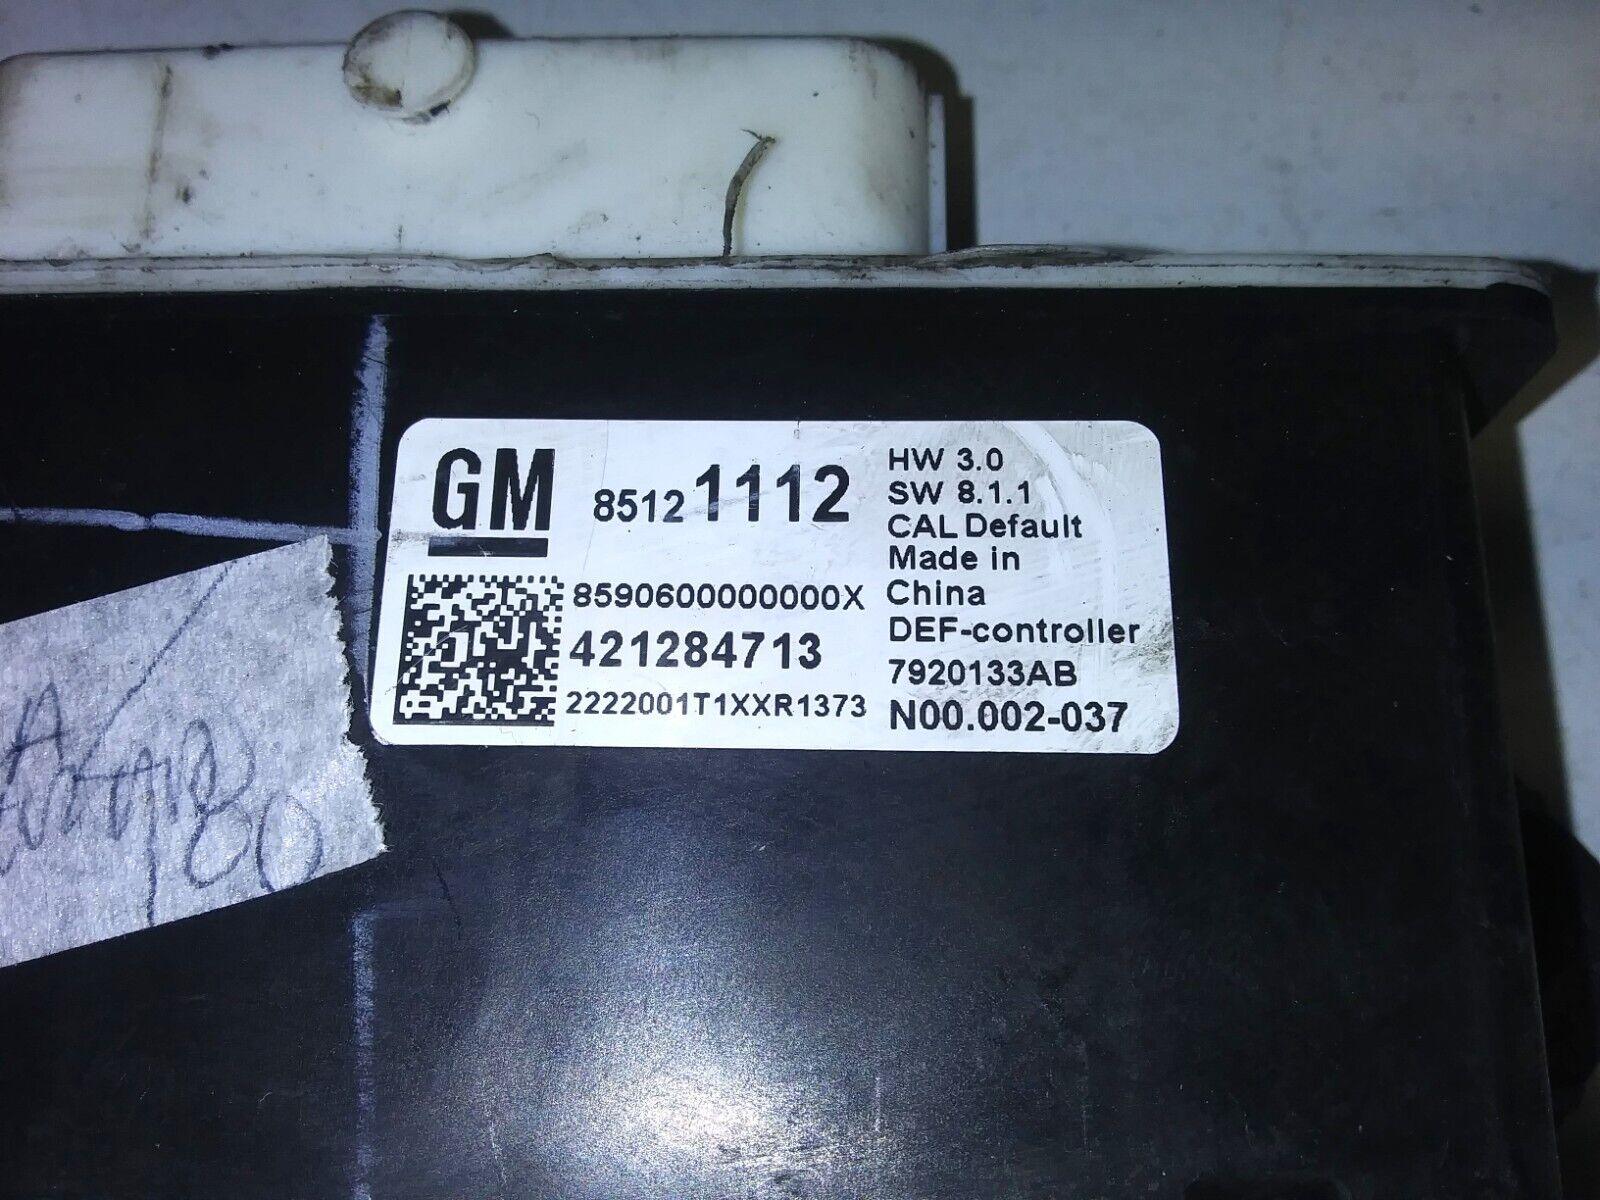 GM
85121112
8590600000000X
421284713
2222001T1XXR1373
HW 3.0
SW 8.1.1
CAL Default
Made in
China
DEF-controller
7920133AB
N00.002-037
180